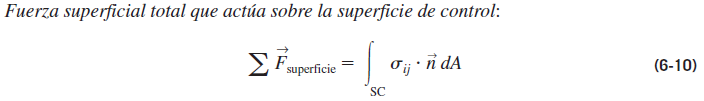 Fuerza superficial total que actúa sobre la superficie de control:
∑ F⃗ superficie = ∫SC σij · n⃗ dA (6-10)